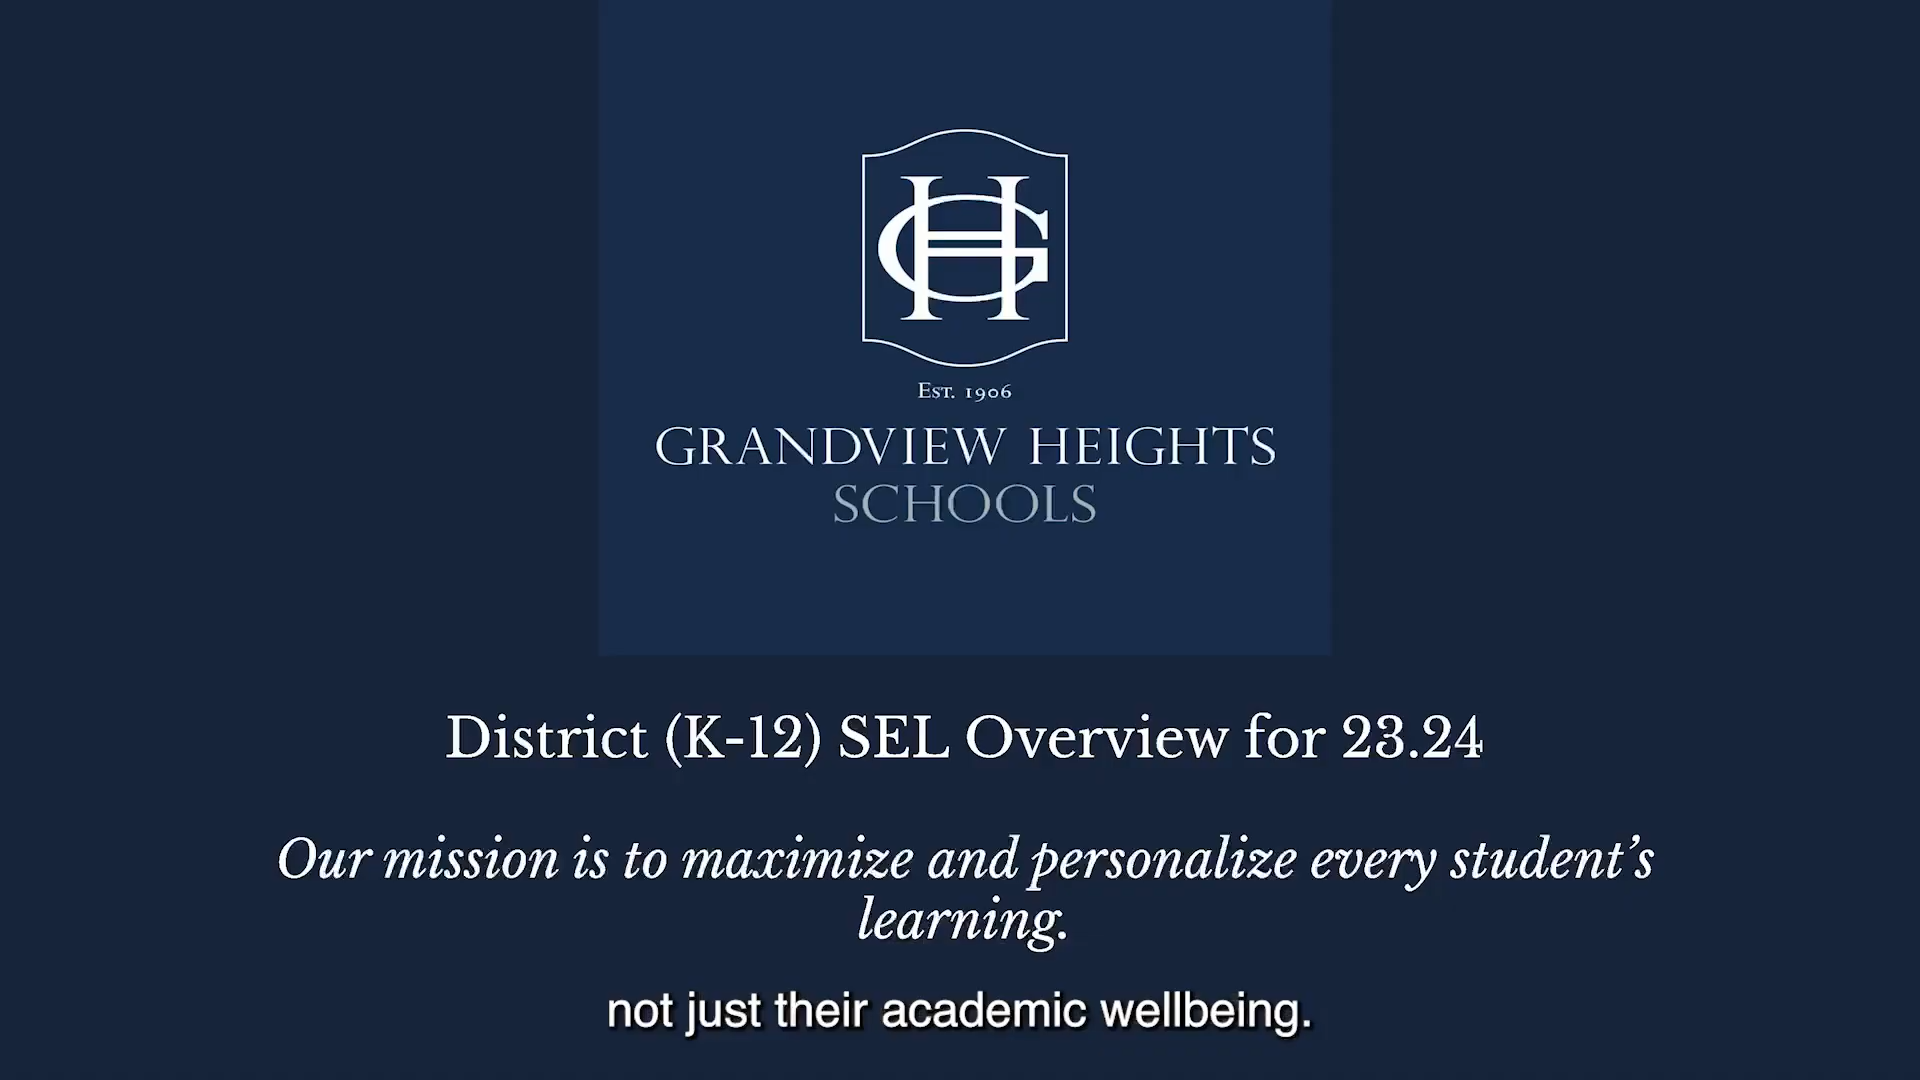 GH
Est. 1906
GRANDVIEW HEIGHTS
SCHOOLS
District (K-12) SEL Overview for 23.24
Our mission is to maximize and personalize every student’s
learning.
not just their academic wellbeing.